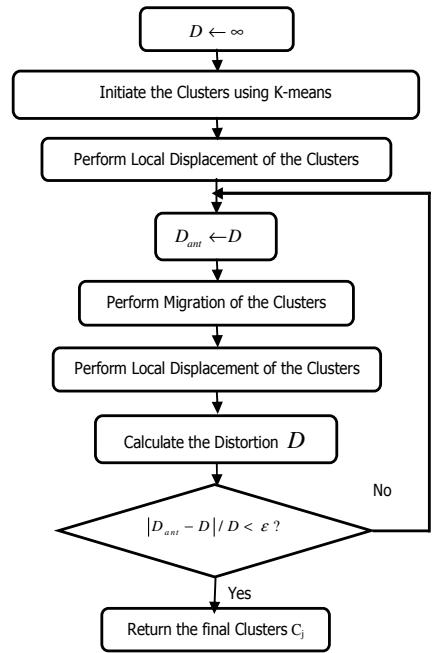 D ← ∞
Initiate the Clusters using K-means
Perform Local Displacement of the Clusters
D_ant ← D
Perform Migration of the Clusters
Perform Local Displacement of the Clusters
Calculate the Distortion D
No
|D_ant − D| / D < ε ?
Yes
Return the final Clusters C_j